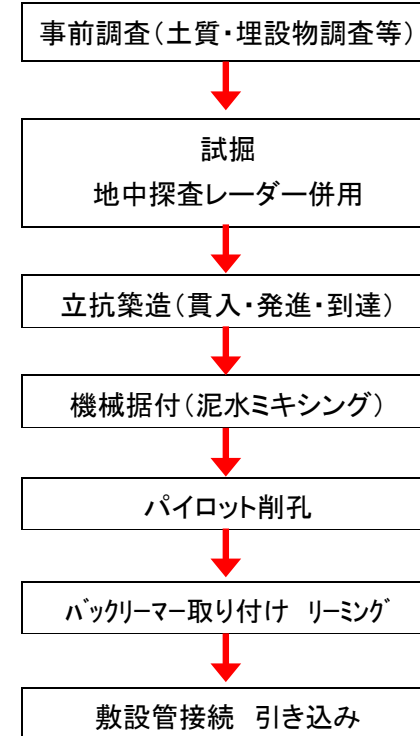 事前調査（土質・埋設物調査等）
試掘
地中探査レーダー併用
立抗築造（貫入・発進・到達）
機械据付（泥水ミキシング）
パイロット削孔
ﾊﾞｯｸﾘｰﾏｰ取り付け　ﾘｰﾐﾝｸﾞ
敷設管接続　引き込み